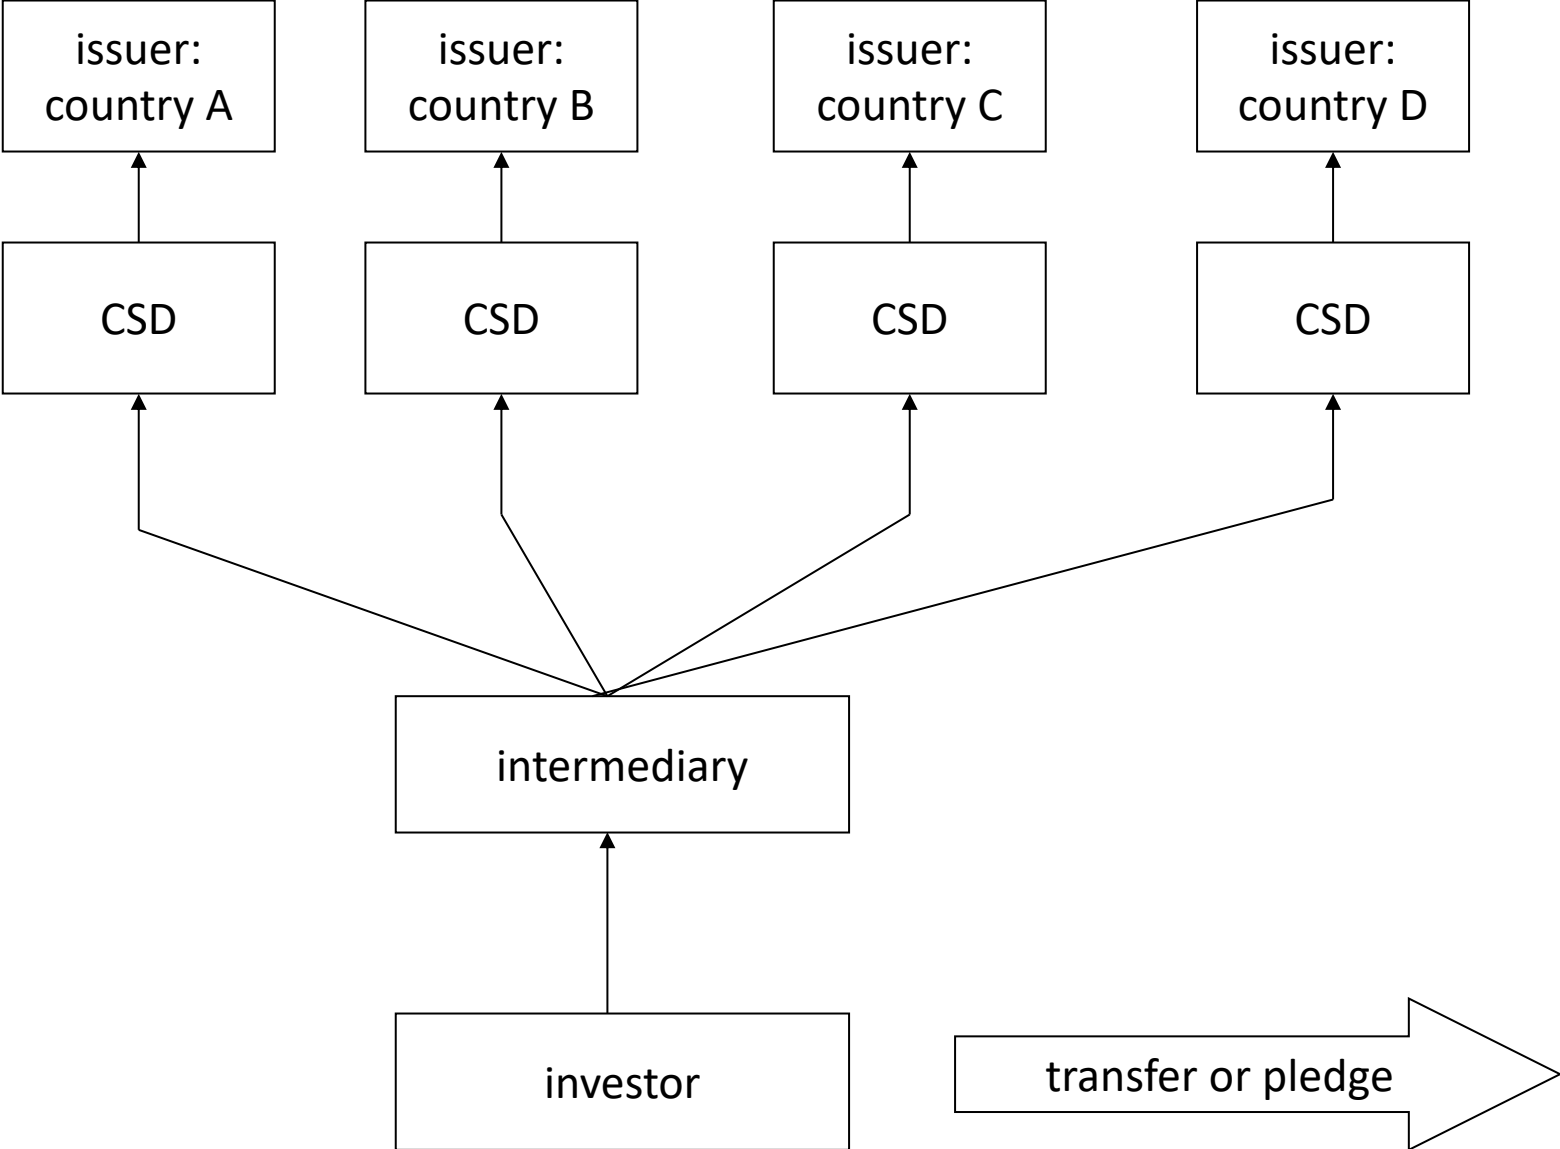 issuer:
country A
issuer:
country B
issuer:
country C
issuer:
country D
CSD
CSD
CSD
CSD
intermediary
investor
transfer or pledge